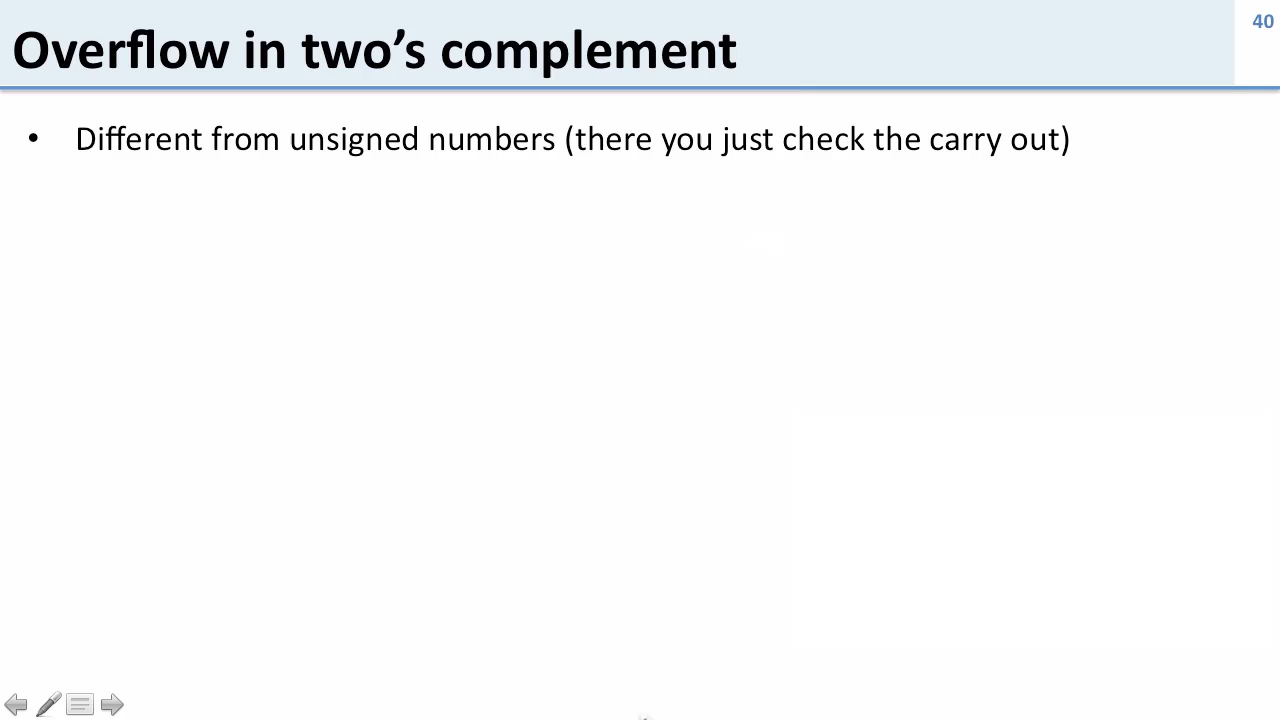 Overflow in two’s complement
40
• Different from unsigned numbers (there you just check the carry out)